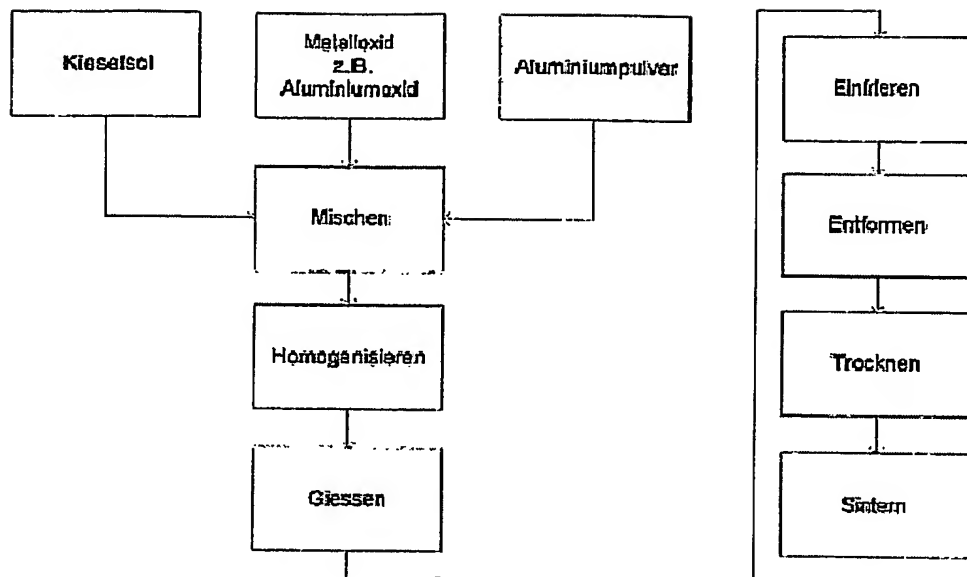 Kieselsol
Metalloxid
z.B.
Aluminiumoxid
Aluminiumpulver
Mischen
Homogenisieren
Giessen
Einfrieren
Entformen
Trocknen
Sintern